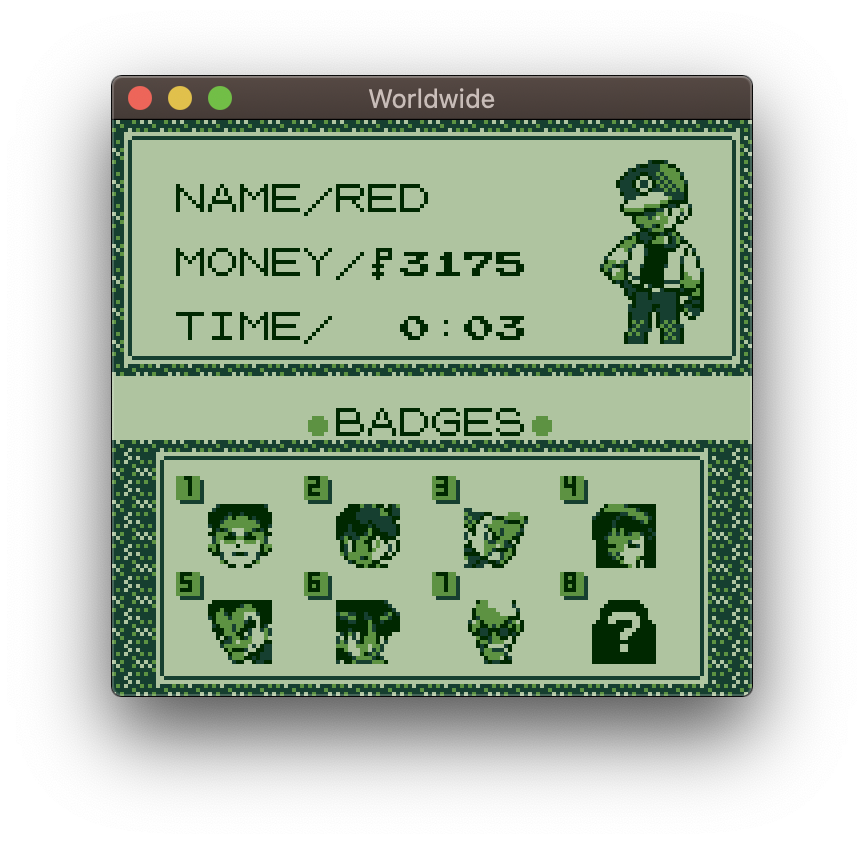 Worldwide
NAME/RED
MONEY/₽3175
TIME/ 0:03
●BADGES●
1 2 3 4
5 6 7 8
?